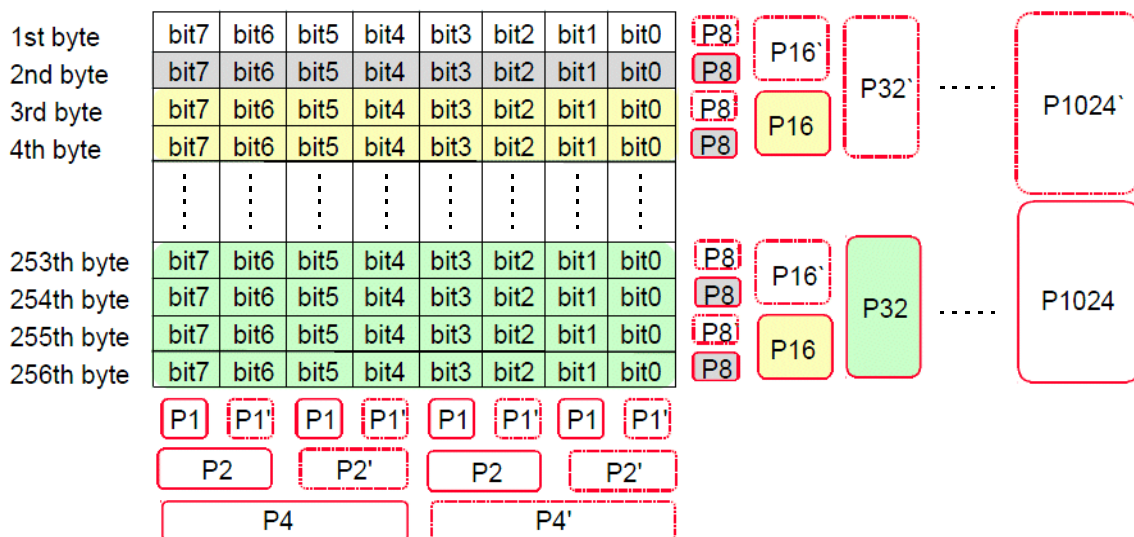 1st byte bit7 bit6 bit5 bit4 bit3 bit2 bit1 bit0 P8 P16` P32` P1024`
2nd byte bit7 bit6 bit5 bit4 bit3 bit2 bit1 bit0 P8
3rd byte bit7 bit6 bit5 bit4 bit3 bit2 bit1 bit0 P8 P16
4th byte bit7 bit6 bit5 bit4 bit3 bit2 bit1 bit0 P8
253th byte bit7 bit6 bit5 bit4 bit3 bit2 bit1 bit0 P8 P16` P32 P1024
254th byte bit7 bit6 bit5 bit4 bit3 bit2 bit1 bit0 P8
255th byte bit7 bit6 bit5 bit4 bit3 bit2 bit1 bit0 P8 P16
256th byte bit7 bit6 bit5 bit4 bit3 bit2 bit1 bit0 P8
P1 P1' P1 P1' P1 P1' P1 P1'
P2 P2' P2 P2'
P4 P4'